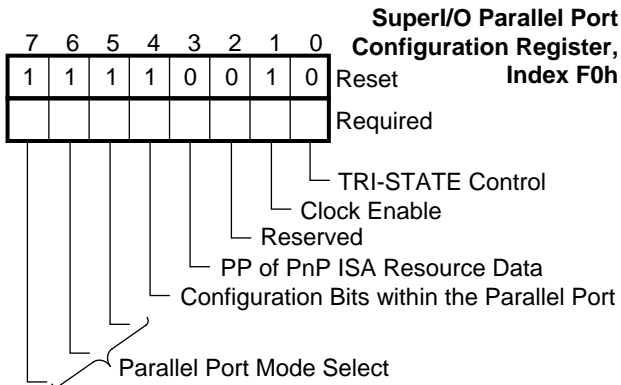 SuperI/O Parallel Port
Configuration Register,
Index F0h
7 6 5 4 3 2 1 0
1 1 1 1 0 0 1 0 Reset
Required
TRI-STATE Control
Clock Enable
Reserved
PP of PnP ISA Resource Data
Configuration Bits within the Parallel Port
Parallel Port Mode Select